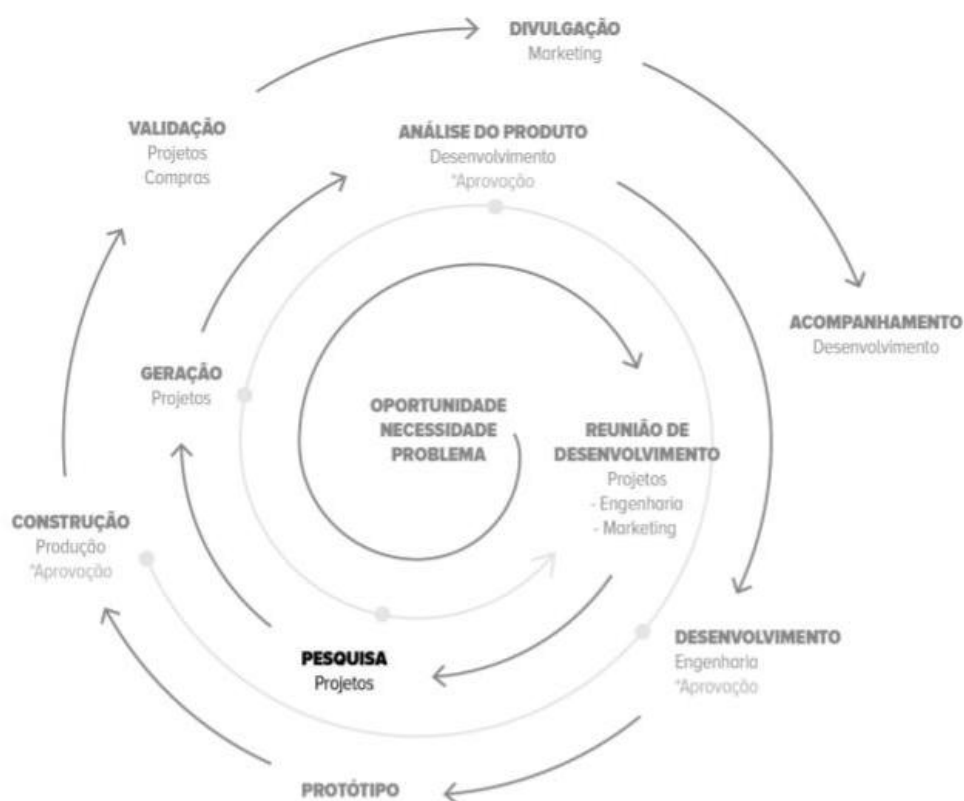 DIVULGAÇÃO
Marketing
VALIDAÇÃO
Projetos
Compras
ANÁLISE DO PRODUTO
Desenvolvimento
*Aprovação
ACOMPANHAMENTO
Desenvolvimento
GERAÇÃO
Projetos
OPORTUNIDADE
NECESSIDADE
PROBLEMA
REUNIÃO DE
DESENVOLVIMENTO
Projetos
- Engenharia
- Marketing
CONSTRUÇÃO
Produção
*Aprovação
PESQUISA
Projetos
DESENVOLVIMENTO
Engenharia
*Aprovação
PROTÓTIPO